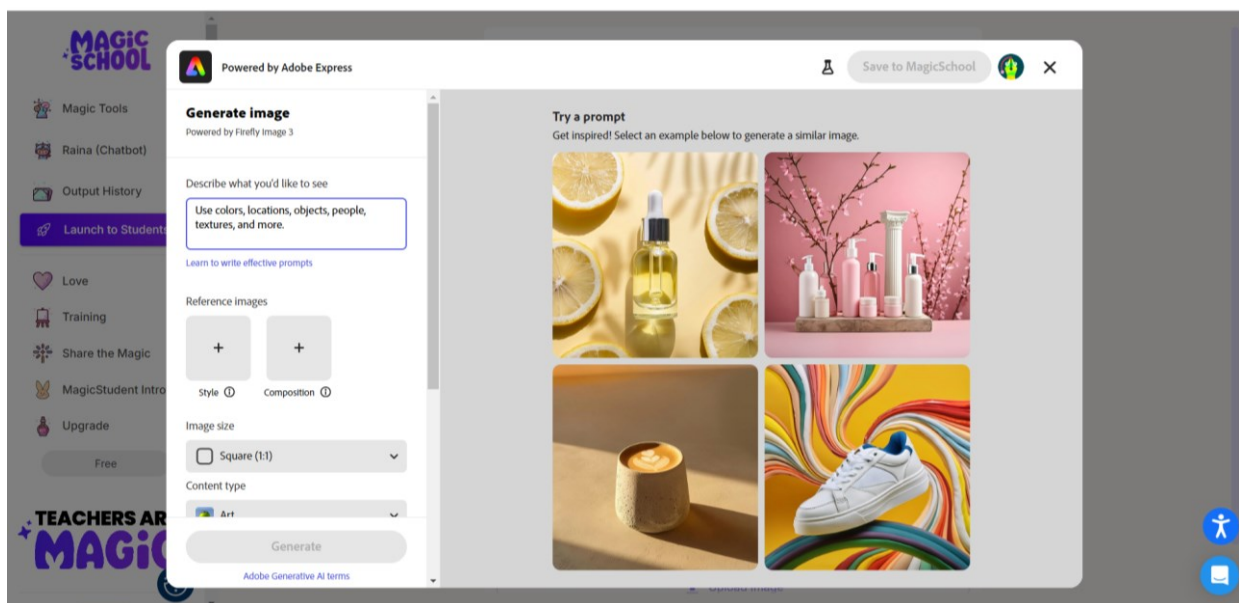 MAGiC
SCHOOL
Magic Tools
Raina (Chatbot)
Output History
Launch to Students
Love
Training
Share the Magic
MagicStudent Intro
Upgrade
Free
TEACHERS AR
MAGiC
Powered by Adobe Express
Save to MagicSchool
Generate image
Powered by Firefly Image 3
Describe what you'd like to see
Use colors, locations, objects, people,
textures, and more.
Learn to write effective prompts
Reference images
Style
Composition
Image size
Square (1:1)
Content type
Art
Generate
Adobe Generative AI terms
Try a prompt
Get inspired! Select an example below to generate a similar image.
Upload Image